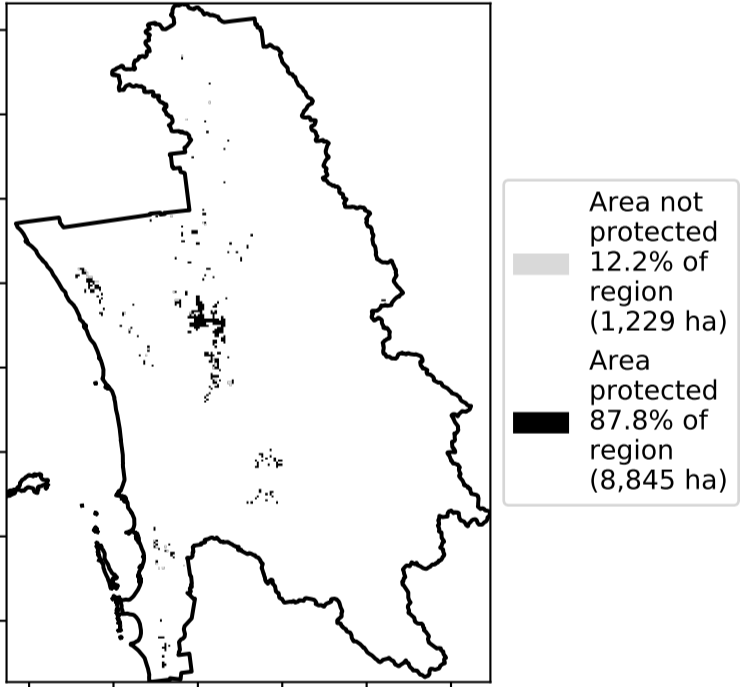 Area not
protected
12.2% of
region
(1,229 ha)
Area
protected
87.8% of
region
(8,845 ha)